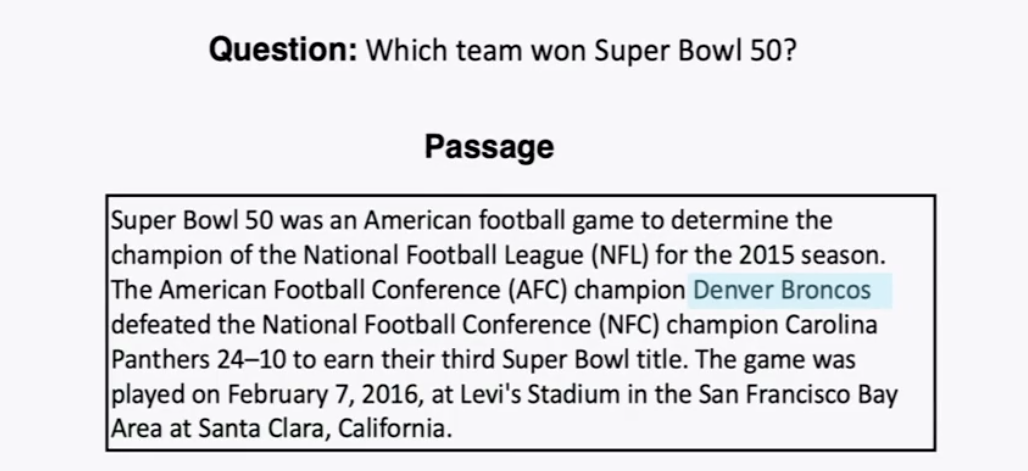 Question: Which team won Super Bowl 50?
Passage
Super Bowl 50 was an American football game to determine the
champion of the National Football League (NFL) for the 2015 season.
The American Football Conference (AFC) champion Denver Broncos
defeated the National Football Conference (NFC) champion Carolina
Panthers 24–10 to earn their third Super Bowl title. The game was
played on February 7, 2016, at Levi's Stadium in the San Francisco Bay
Area at Santa Clara, California.